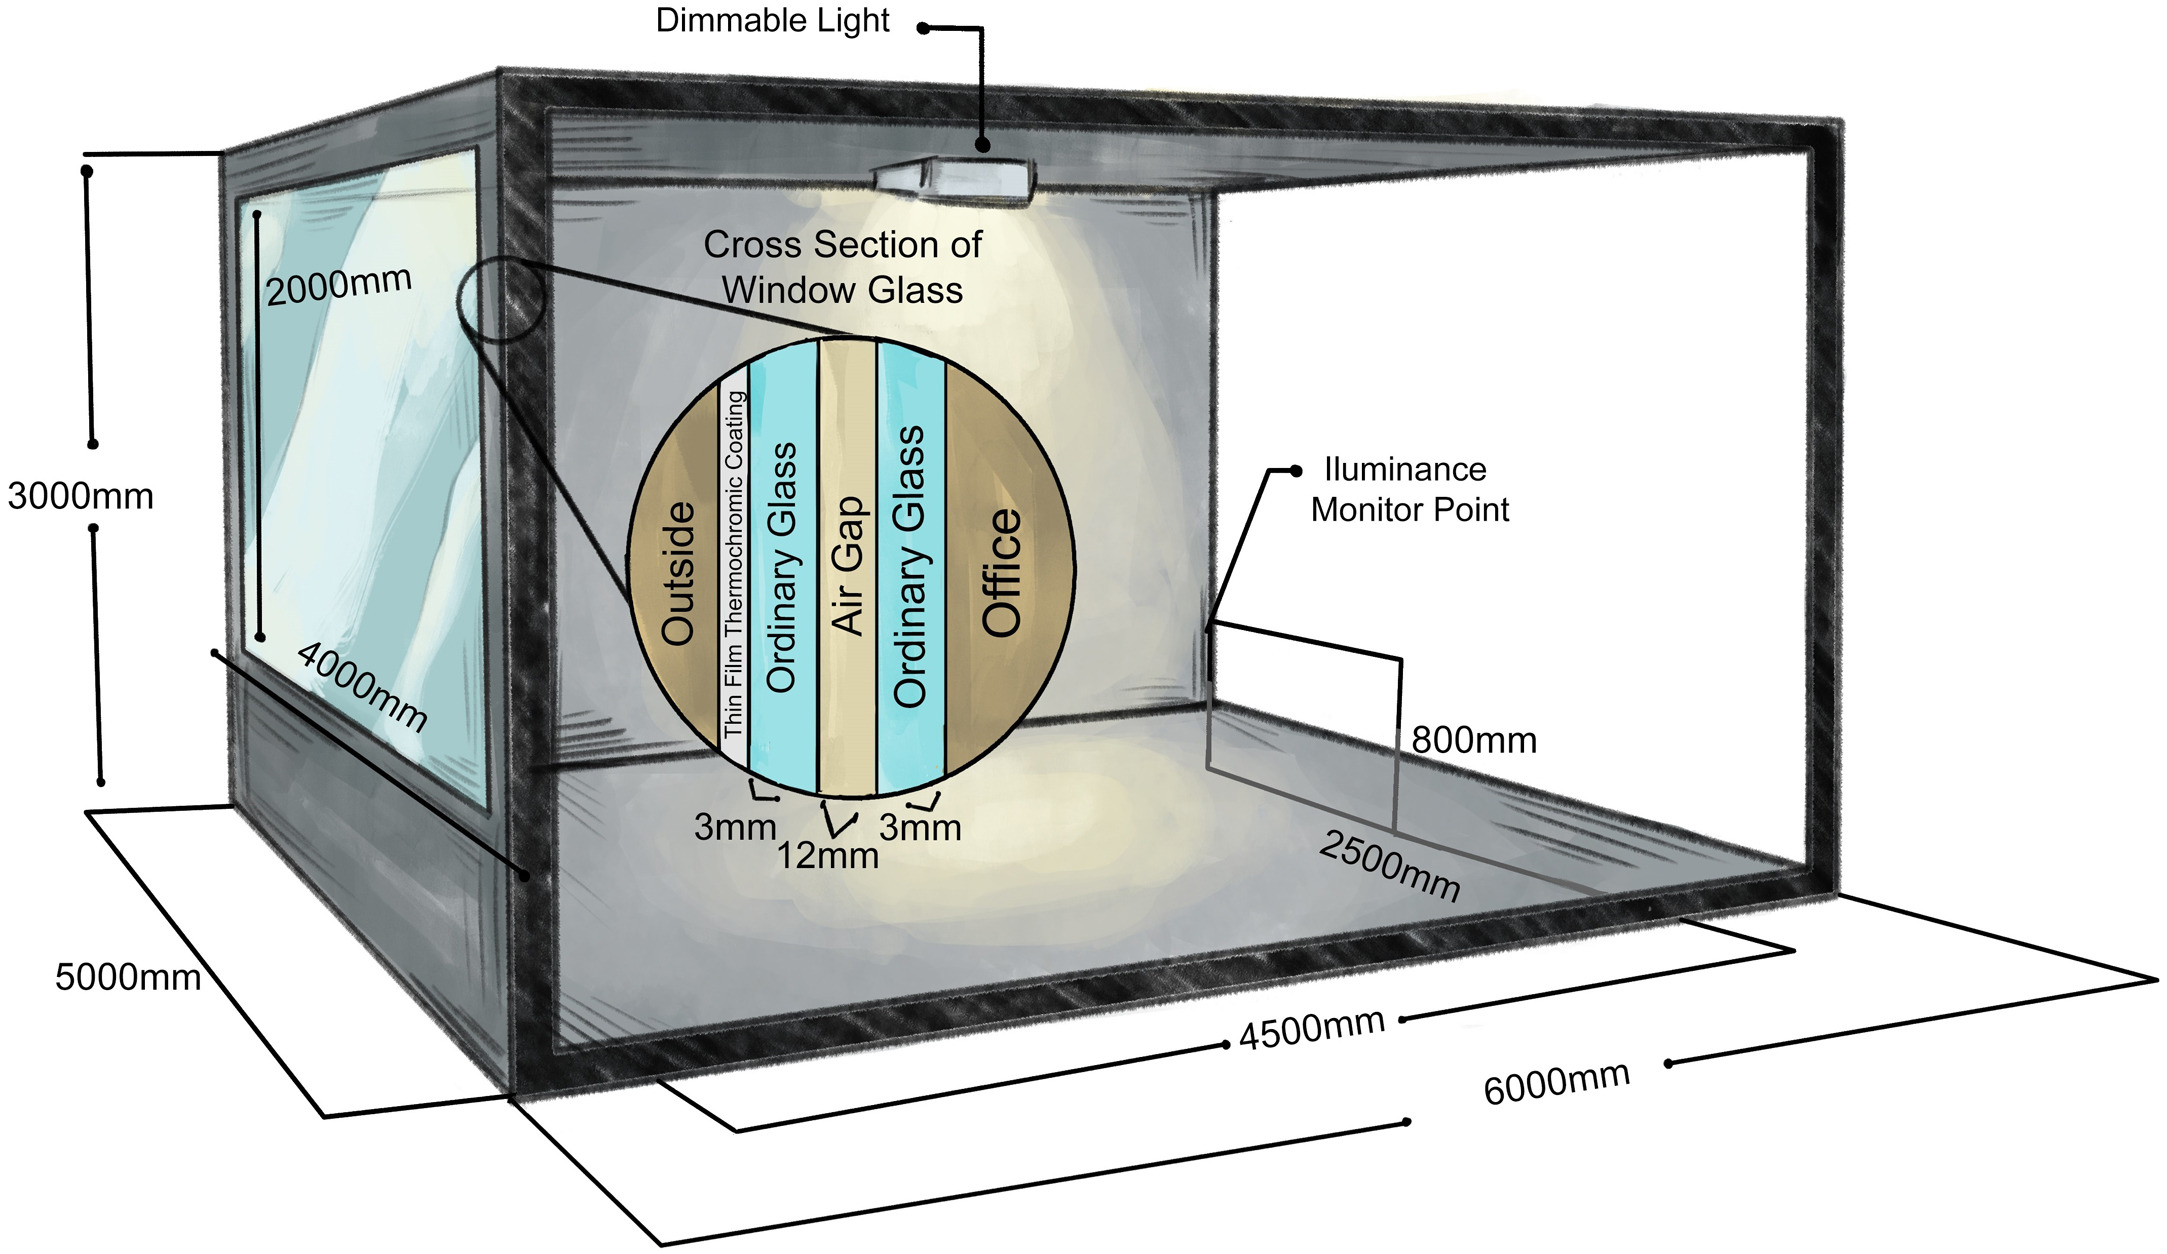 Dimmable Light
Cross Section of
Window Glass
2000mm
3000mm
4000mm
Outside
Thin Film Thermochromic Coating
Ordinary Glass
Air Gap
Ordinary Glass
Office
Iluminance
Monitor Point
800mm
3mm
12mm
3mm
2500mm
5000mm
4500mm
6000mm